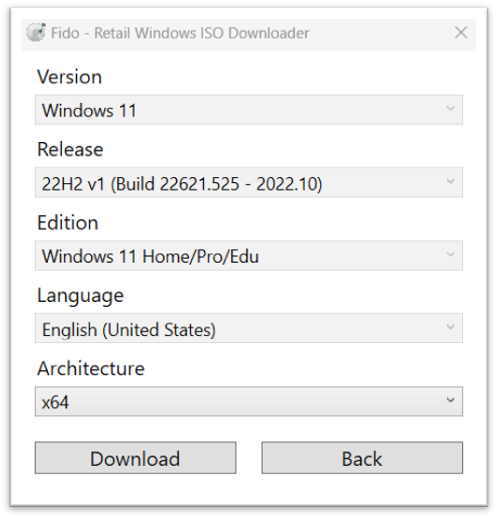 Fido - Retail Windows ISO Downloader
Version
Windows 11
Release
22H2 v1 (Build 22621.525 - 2022.10)
Edition
Windows 11 Home/Pro/Edu
Language
English (United States)
Architecture
x64
Download Back